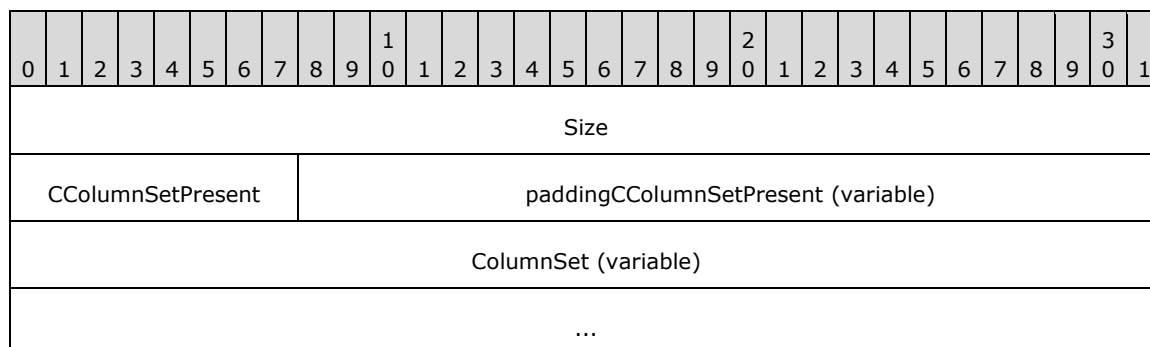 1 2 3
0 1 2 3 4 5 6 7 8 9 0 1 2 3 4 5 6 7 8 9 0 1 2 3 4 5 6 7 8 9 0 1
Size
CColumnSetPresent paddingCColumnSetPresent (variable)
ColumnSet (variable)
...